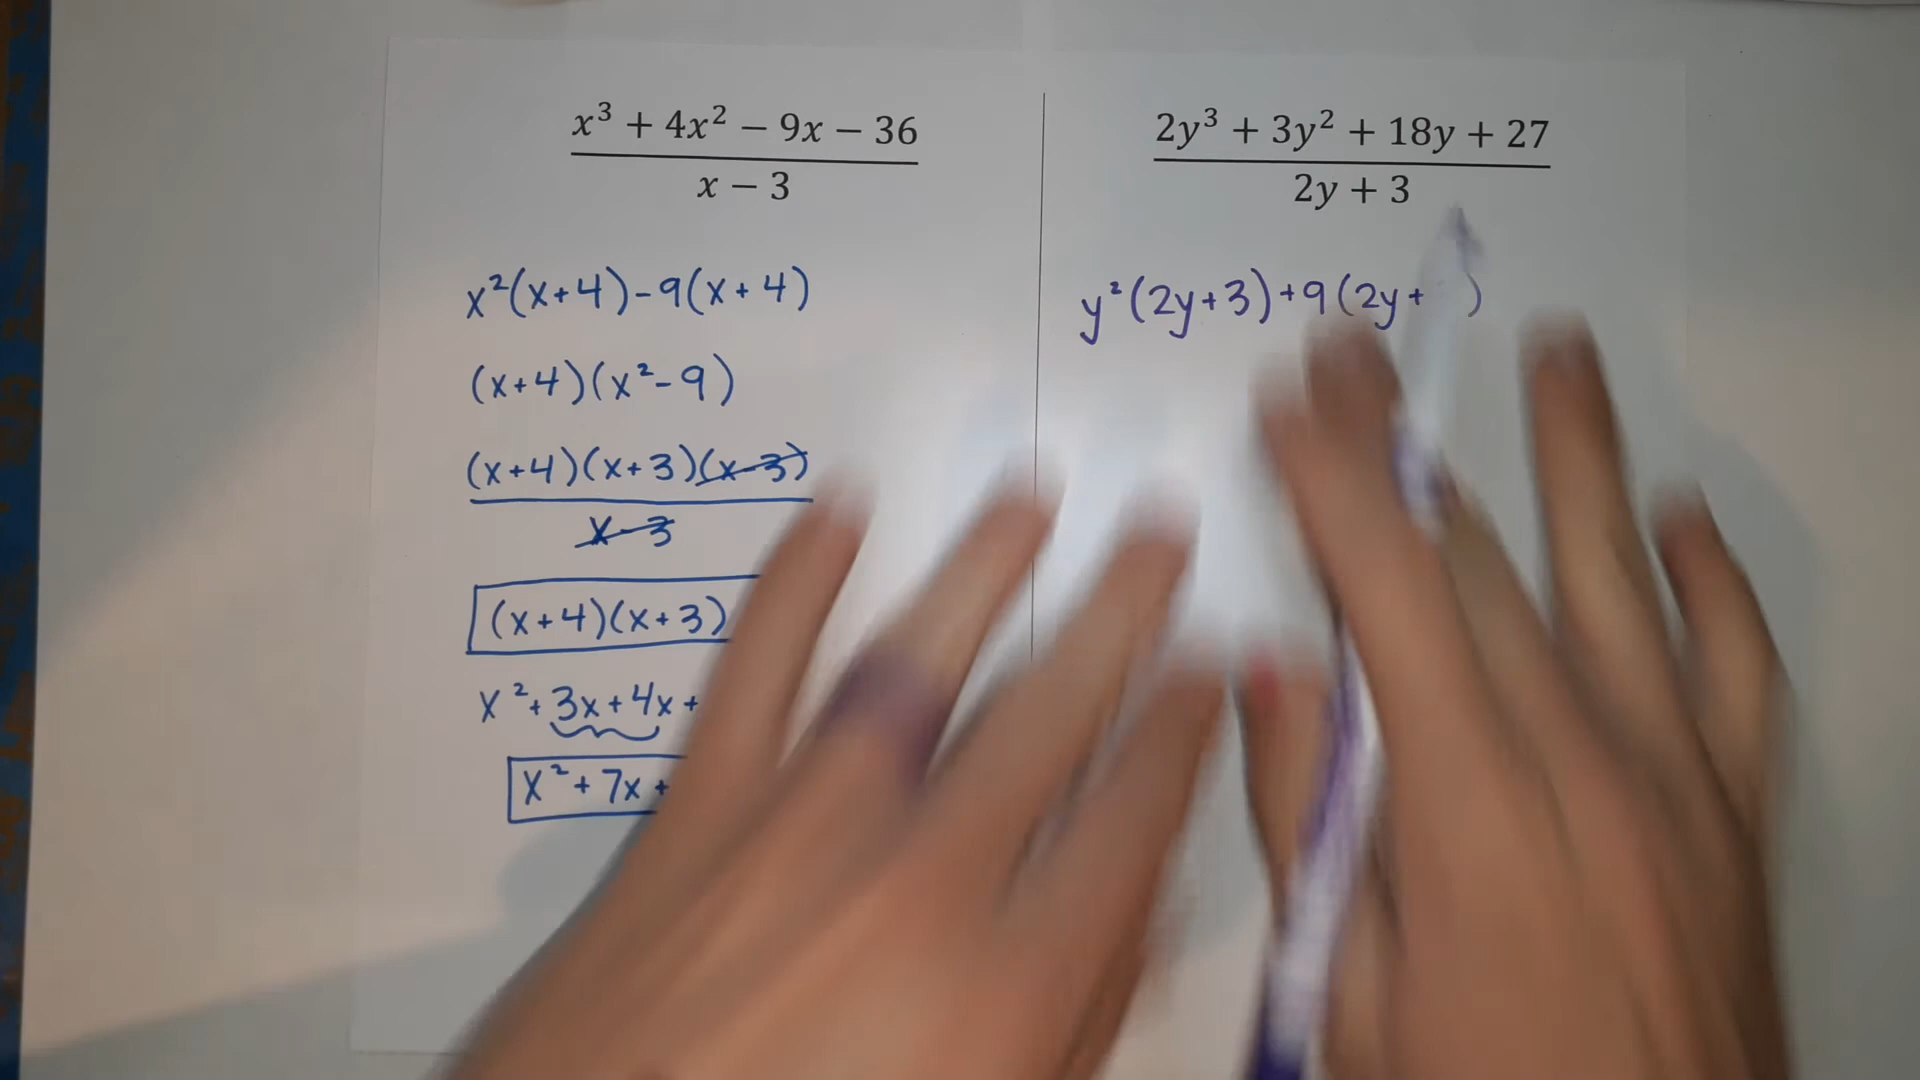 x³ + 4x² − 9x − 36
x − 3
x²(x+4)-9(x+4)
(x+4)(x²-9)
(x+4)(x+3)(x-3)
x-3
(x+4)(x+3)
x²+3x+4x+
x²+7x+
2y³ + 3y² + 18y + 27
2y + 3
y²(2y+3)+9(2y+ )